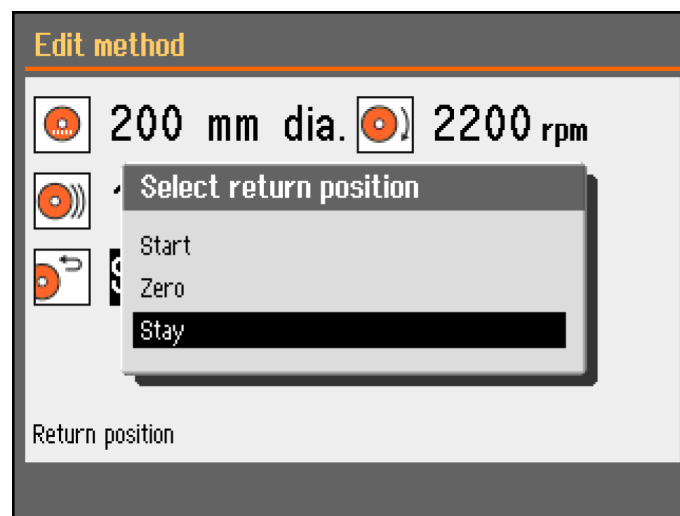 Edit method
200 mm dia. 2200 rpm
Select return position
Start
Zero
Stay
Return position